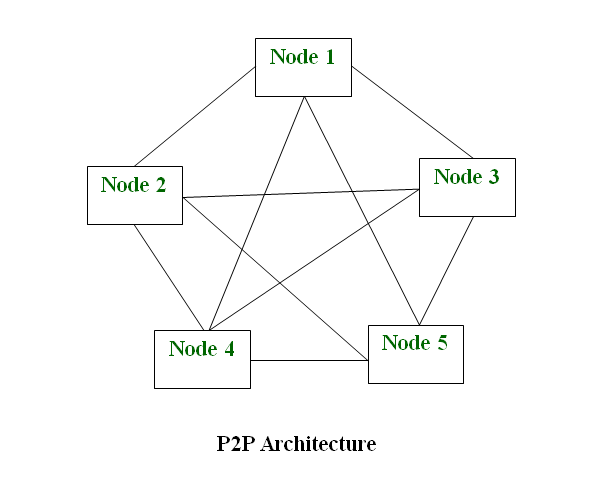 Node 1
Node 2
Node 3
Node 4
Node 5
P2P Architecture